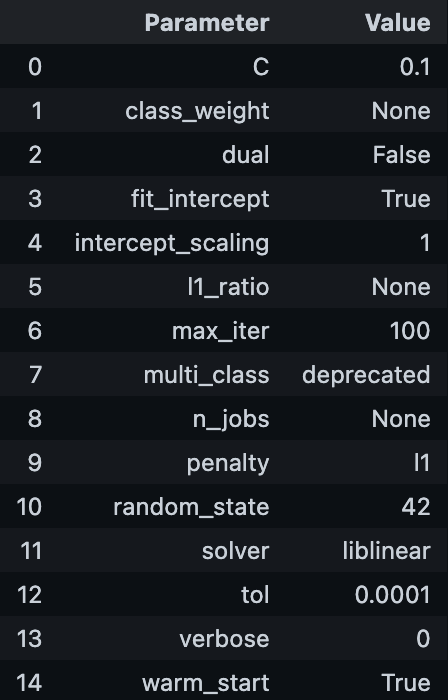 Parameter Value
0 C 0.1
1 class_weight None
2 dual False
3 fit_intercept True
4 intercept_scaling 1
5 l1_ratio None
6 max_iter 100
7 multi_class deprecated
8 n_jobs None
9 penalty l1
10 random_state 42
11 solver liblinear
12 tol 0.0001
13 verbose 0
14 warm_start True